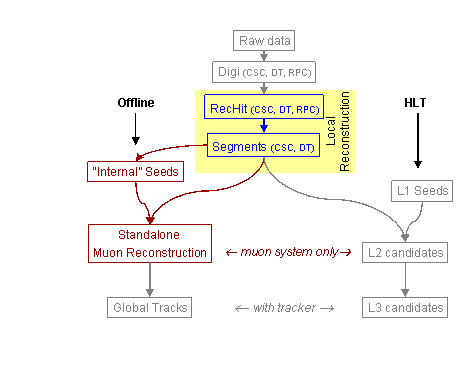 Raw data
Digi (CSC, DT, RPC)
Offline
RecHit (CSC, DT, RPC)
HLT
Local
Reconstruction
Segments (CSC, DT)
"Internal" Seeds
L1 Seeds
Standalone
Muon Reconstruction
← muon system only→
L2 candidates
Global Tracks
← with tracker →
L3 candidates